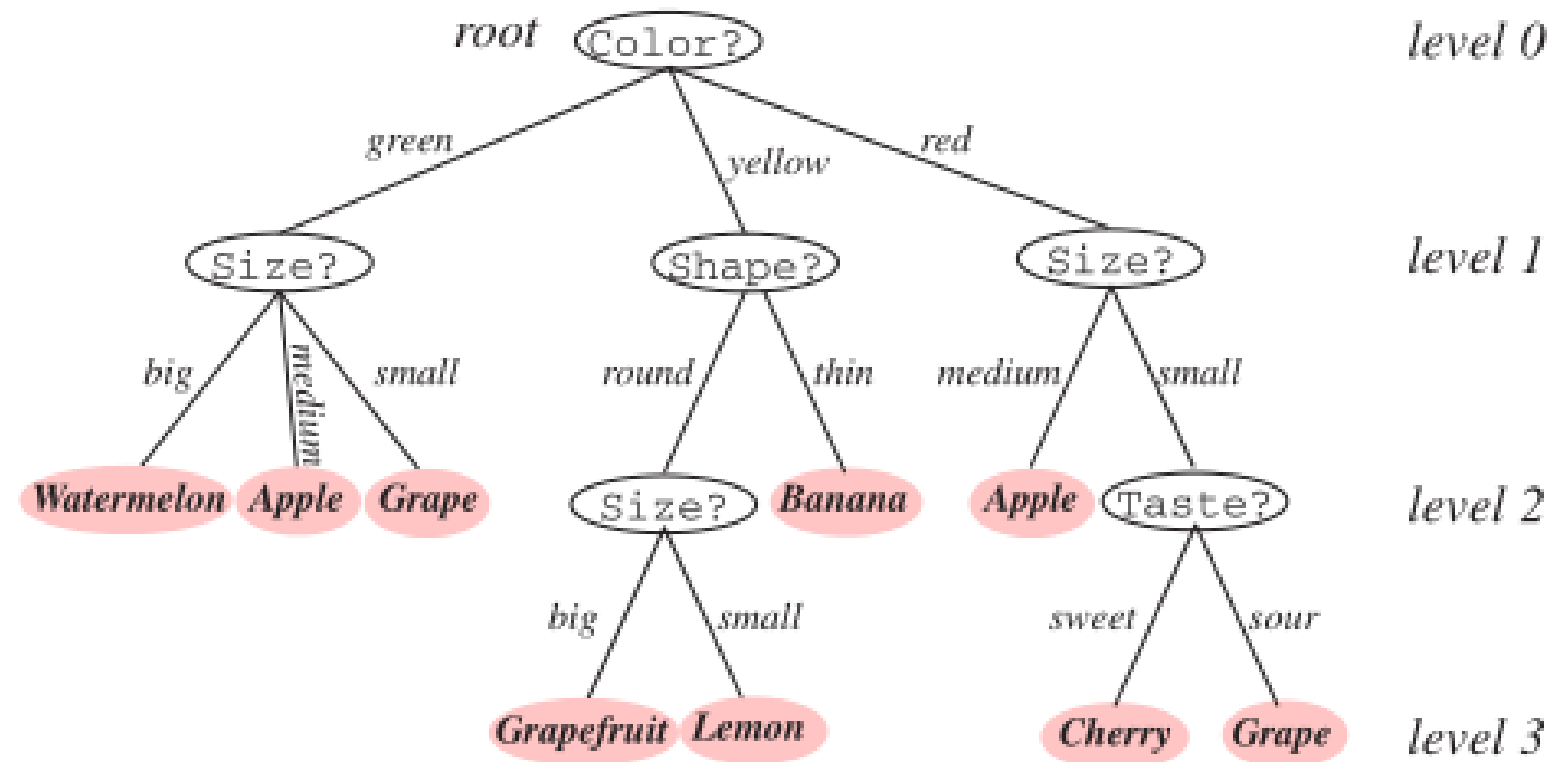 root Color? level 0
green yellow red
Size? Shape? Size? level 1
big medium small round thin medium small
Watermelon Apple Grape Size? Banana Apple Taste? level 2
big small sweet sour
Grapefruit Lemon Cherry Grape level 3